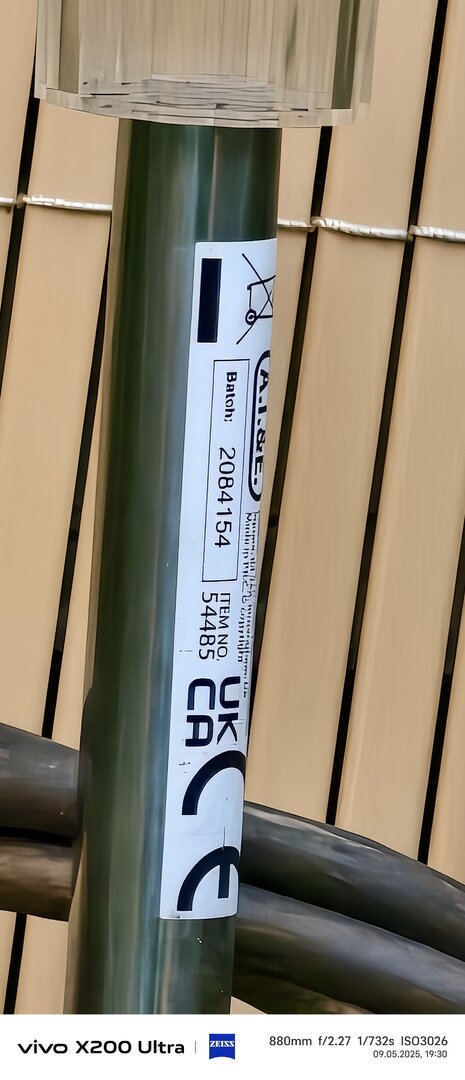 A.I.&E.
Batch: 2084154
ITEM NO.
54485
UK
CA
CE
vivo X200 Ultra
ZEISS
880mm f/2.27 1/732s ISO3026
09.05.2025, 19:30